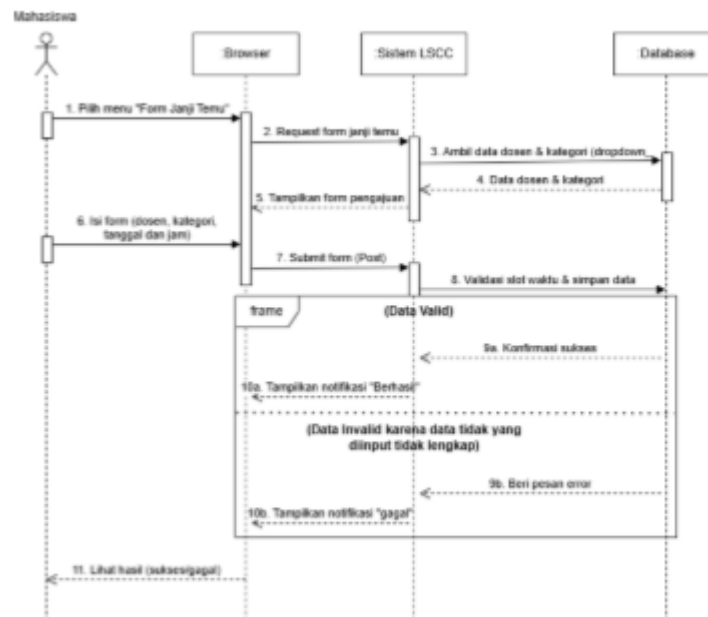 Mahasiswa
:Browser
:Sistem LSCC
:Database
1. Pilih menu "Form Janji Temu"
2. Request form janji temu
3. Ambil data dosen & kategori (dropdown_
4. Data dosen & kategori
5. Tampilkan form pengajuan
6. Isi form (dosen, kategori,
tanggal dan jam)
7. Submit form (Post)
8. Validasi slot waktu & simpan data
frame
(Data Valid)
9a. Konfirmasi sukses
10a. Tampilkan notifikasi "Berhasil"
(Data Invalid karena data tidak yang
diinput tidak lengkap)
9b. Beri pesan error
10b. Tampilkan notifikasi "gagal"
11. Lihat hasil (sukses/gagal)